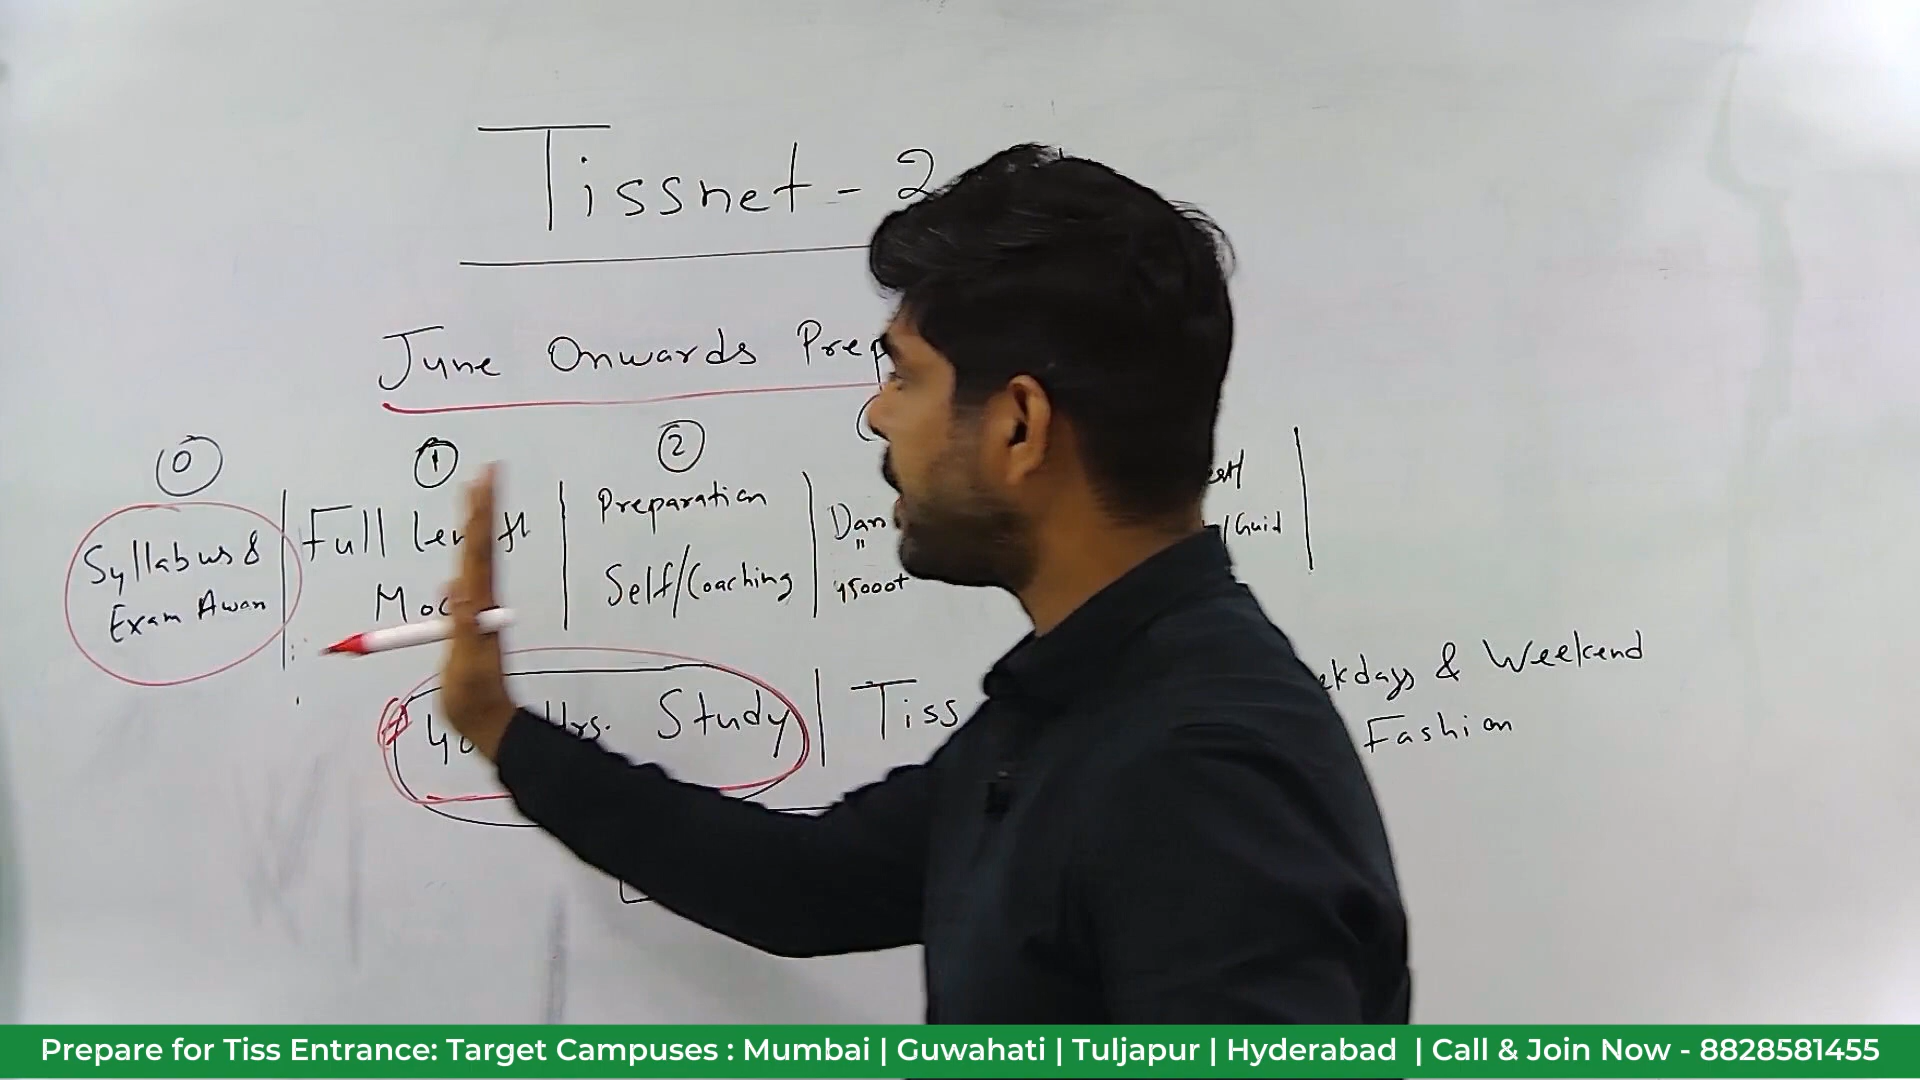 Tissnet - 2
June Onwards Prep
0
1
2
Syllabus &
Exam Awan
Full length
Moc
Preparation
Self/Coaching
Dan
45000+
/Guid
Hrs. Study
Tiss
ekdays & Weekend
Fashion
Prepare for Tiss Entrance: Target Campuses : Mumbai | Guwahati | Tuljapur | Hyderabad | Call & Join Now - 8828581455